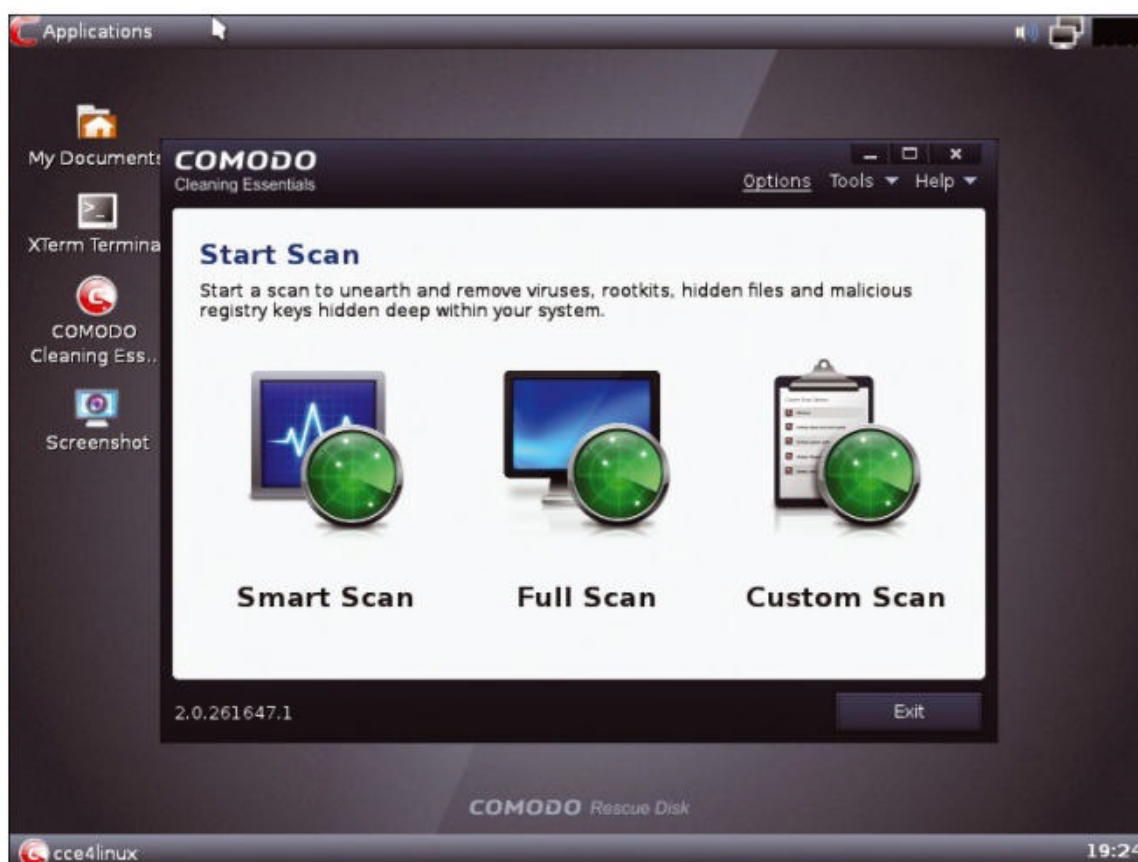 Applications
My Documents
XTerm Termina
COMODO
Cleaning Ess..
Screenshot
COMODO
Cleaning Essentials
Options Tools Help
Start Scan
Start a scan to unearth and remove viruses, rootkits, hidden files and malicious
registry keys hidden deep within your system.
Smart Scan
Full Scan
Custom Scan
2.0.261647.1
Exit
COMODO Rescue Disk
cce4linux
19:24